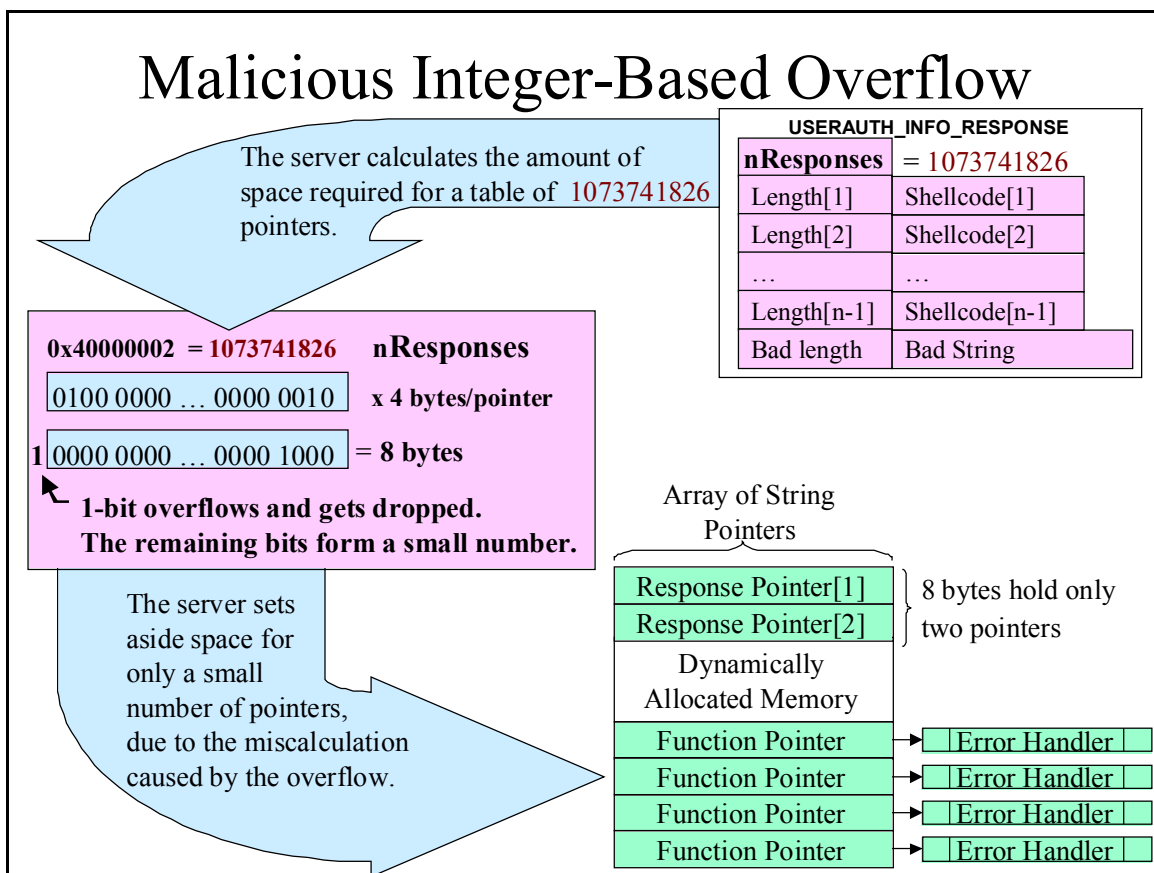 Malicious Integer-Based Overflow
USERAUTH_INFO_RESPONSE
nResponses = 1073741826
Length[1] Shellcode[1]
Length[2] Shellcode[2]
… …
Length[n-1] Shellcode[n-1]
Bad length Bad String
The server calculates the amount of
space required for a table of 1073741826
pointers.
0x40000002 = 1073741826 nResponses
0100 0000 … 0000 0010 x 4 bytes/pointer
1 0000 0000 … 0000 1000 = 8 bytes
1-bit overflows and gets dropped.
The remaining bits form a small number.
The server sets
aside space for
only a small
number of pointers,
due to the miscalculation
caused by the overflow.
Array of String
Pointers
Response Pointer[1]
Response Pointer[2]
8 bytes hold only
two pointers
Dynamically
Allocated Memory
Function Pointer Error Handler
Function Pointer Error Handler
Function Pointer Error Handler
Function Pointer Error Handler